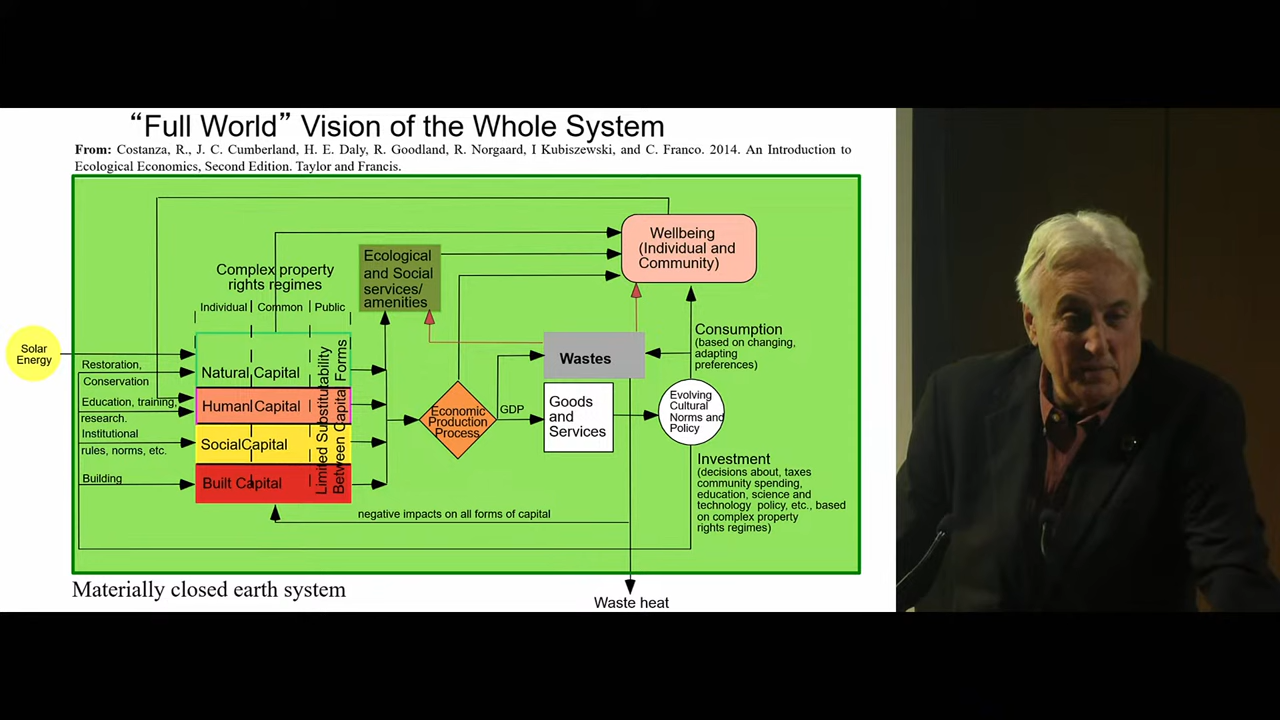 “Full World” Vision of the Whole System
From: Costanza, R., J. C. Cumberland, H. E. Daly, R. Goodland, R. Norgaard, I Kubiszewski, and C. Franco. 2014. An Introduction to
Ecological Economics, Second Edition. Taylor and Francis.
Wellbeing
(Individual and
Community)
Ecological
and Social
services/
amenities
Complex property
rights regimes
Individual
Common
Public
Solar
Energy
Restoration,
Conservation
Education, training,
research.
Institutional
rules, norms, etc.
Building
Natural Capital
Human Capital
SocialCapital
Built Capital
Limited Substitutability
Between Capital Forms
Economic
Production
Process
GDP
Wastes
Goods
and
Services
Evolving
Cultural
Norms and
Policy
Consumption
(based on changing,
adapting
preferences)
Investment
(decisions about, taxes
community spending,
education, science and
technology policy, etc., based
on complex property
rights regimes)
negative impacts on all forms of capital
Materially closed earth system
Waste heat